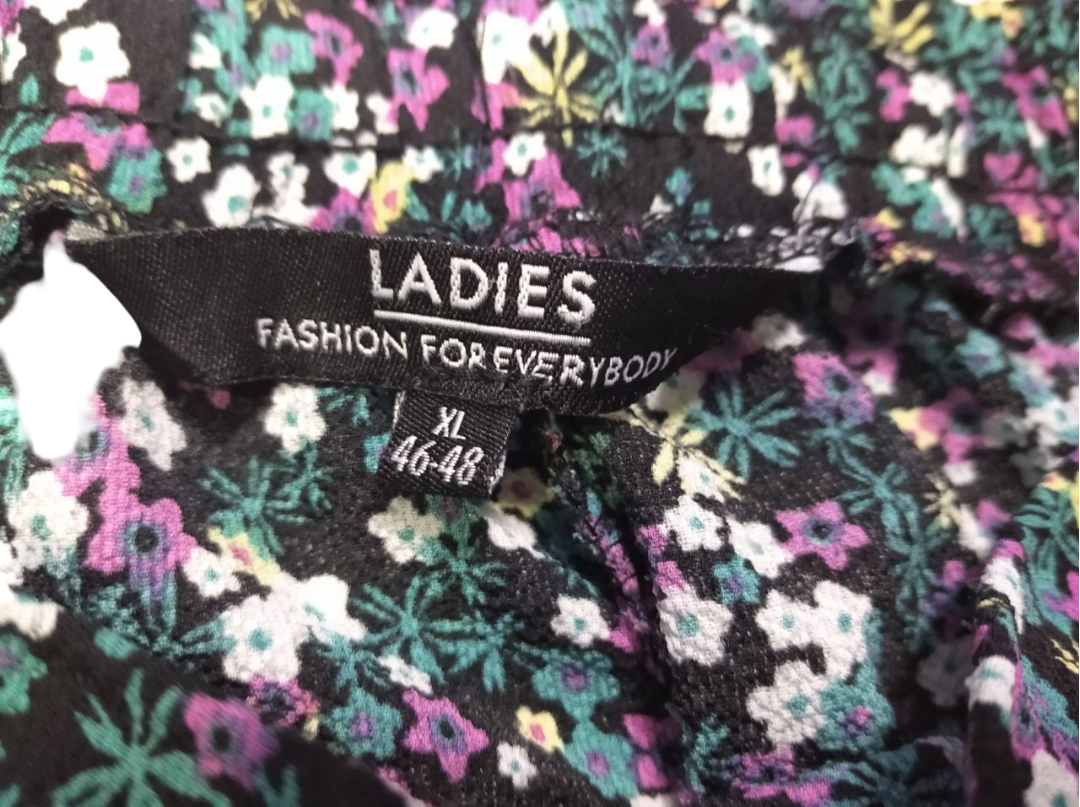 LADIES
FASHION FOR EVERYBODY
XL
46-48